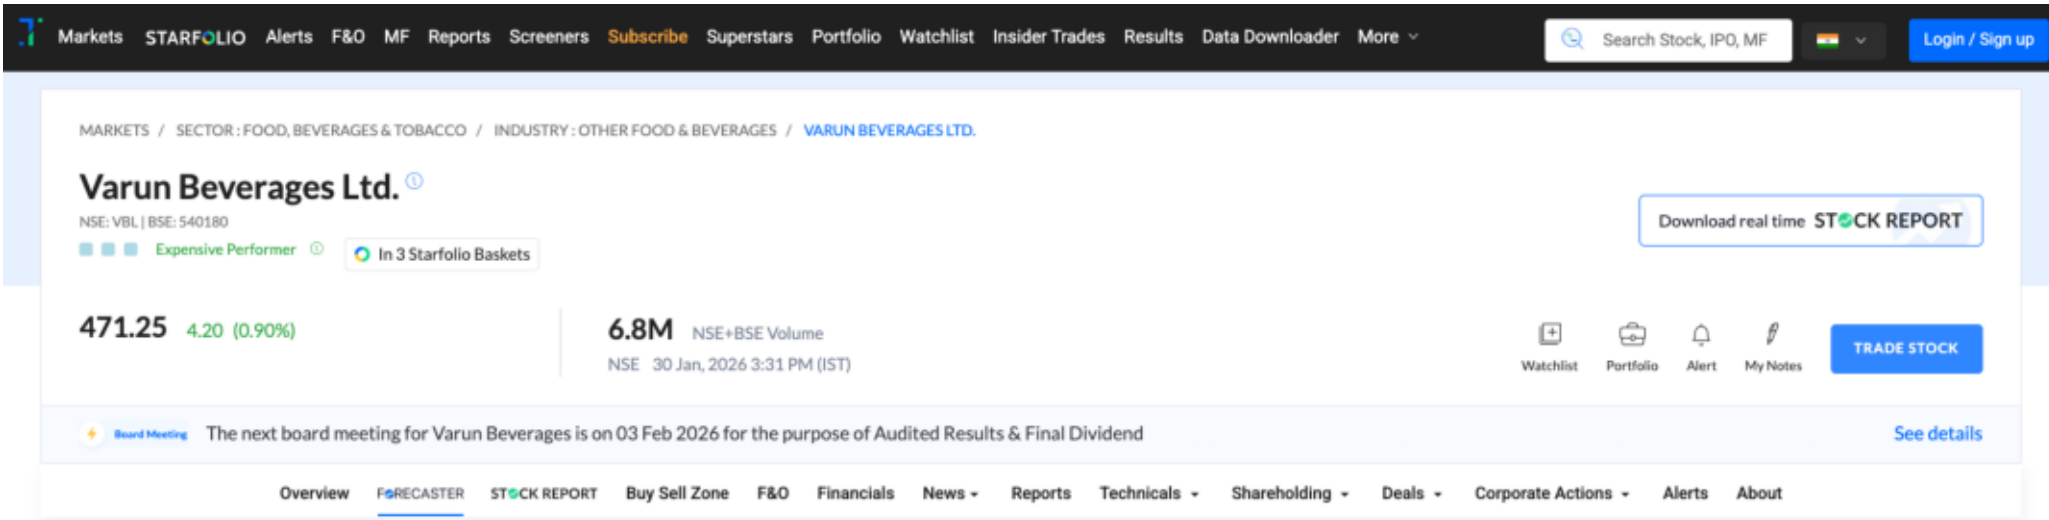 Markets STARFOLIO Alerts F&O MF Reports Screeners Subscribe Superstars Portfolio Watchlist Insider Trades Results Data Downloader More Search Stock, IPO, MF Login / Sign up
MARKETS / SECTOR : FOOD, BEVERAGES & TOBACCO / INDUSTRY : OTHER FOOD & BEVERAGES / VARUN BEVERAGES LTD.
Varun Beverages Ltd.
NSE: VBL | BSE: 540180
Download real time STOCK REPORT
Expensive Performer In 3 Starfolio Baskets
471.25 4.20 (0.90%)
6.8M NSE+BSE Volume
NSE 30 Jan, 2026 3:31 PM (IST)
Watchlist Portfolio Alert My Notes TRADE STOCK
Board Meeting The next board meeting for Varun Beverages is on 03 Feb 2026 for the purpose of Audited Results & Final Dividend See details
Overview FORECASTER STOCK REPORT Buy Sell Zone F&O Financials News Reports Technicals Shareholding Deals Corporate Actions Alerts About